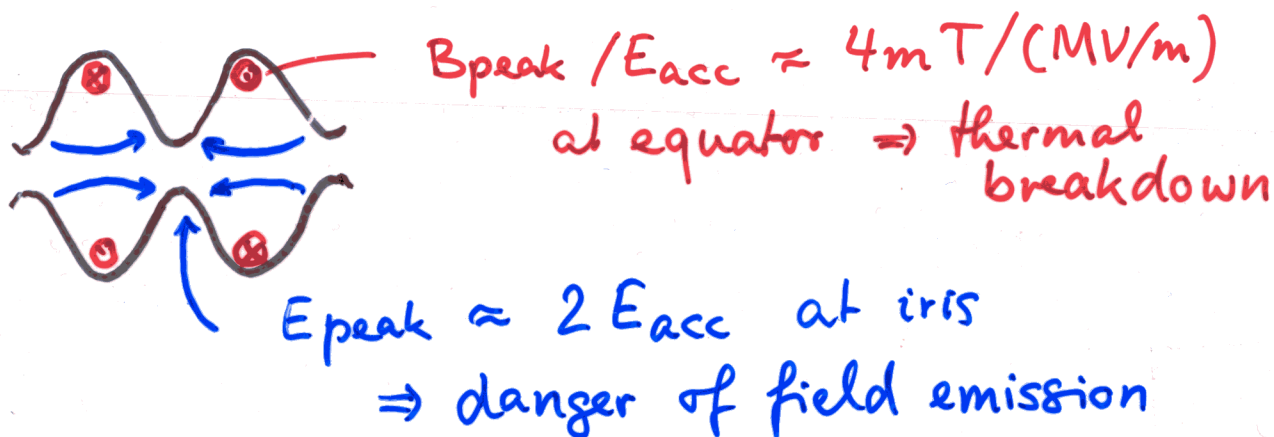 Bpeak / Eacc ≈ 4mT/(MV/m)
at equator ⇒ thermal
breakdown
Epeak ≈ 2 Eacc at iris
⇒ danger of field emission